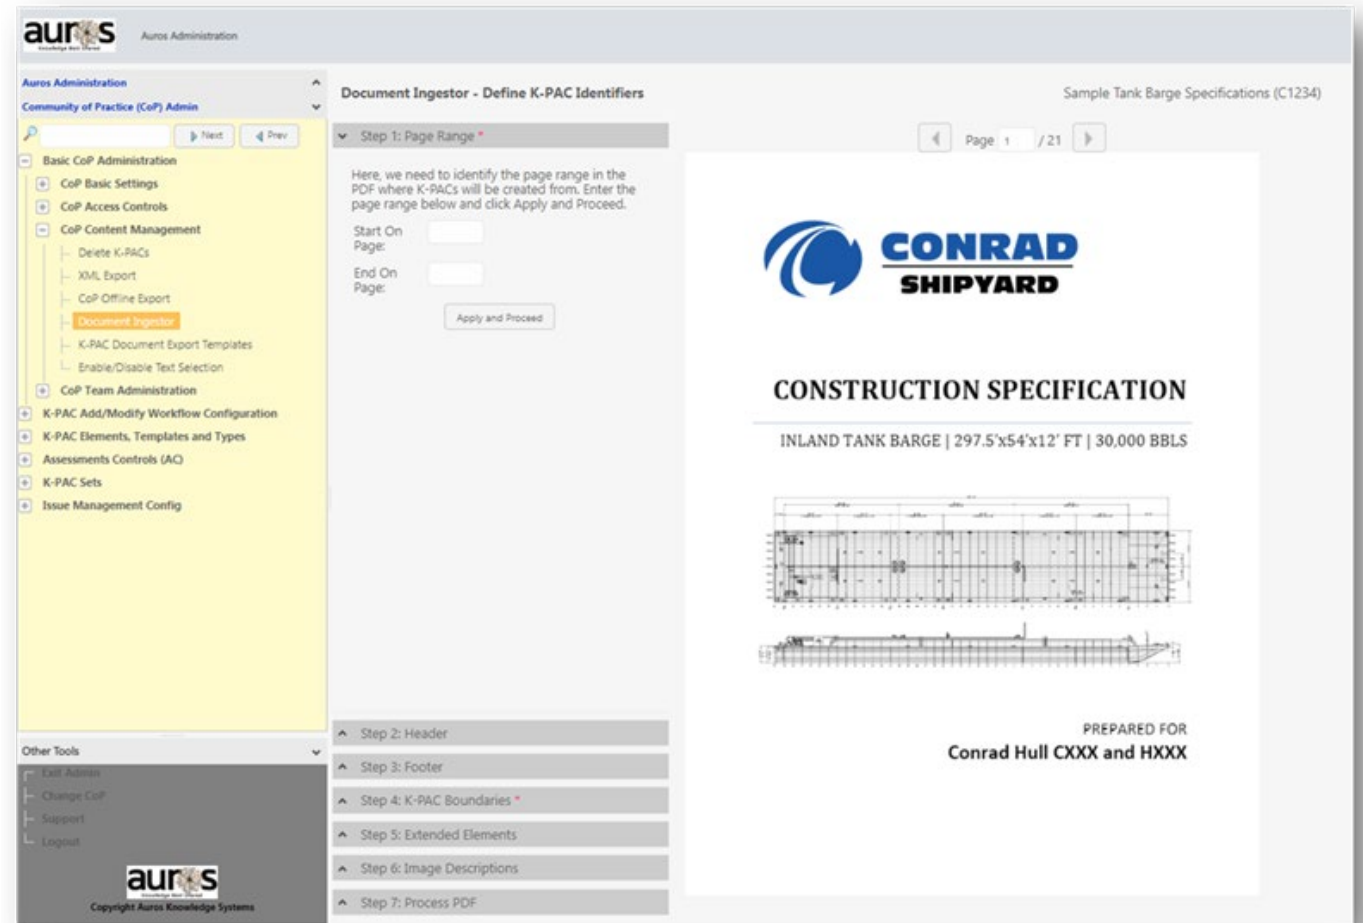 auros
Knowledge Well Shared
Auros Administration
Auros Administration
Community of Practice (CoP) Admin
Next
Prev
Basic CoP Administration
CoP Basic Settings
CoP Access Controls
CoP Content Management
Delete K-PACs
XML Export
CoP Offline Export
Document Ingestor
K-PAC Document Export Templates
Enable/Disable Text Selection
CoP Team Administration
K-PAC Add/Modify Workflow Configuration
K-PAC Elements, Templates and Types
Assessments Controls (AC)
K-PAC Sets
Issue Management Config
Other Tools
Exit Admin
Change CoP
Support
Logout
auros
Knowledge Well Shared
Copyright Auros Knowledge Systems
Document Ingestor - Define K-PAC Identifiers
Step 1: Page Range *
Here, we need to identify the page range in the
PDF where K-PACs will be created from. Enter the
page range below and click Apply and Proceed.
Start On
Page:
End On
Page:
Apply and Proceed
Step 2: Header
Step 3: Footer
Step 4: K-PAC Boundaries *
Step 5: Extended Elements
Step 6: Image Descriptions
Step 7: Process PDF
Sample Tank Barge Specifications (C1234)
Page 1 / 21
CONRAD
SHIPYARD
CONSTRUCTION SPECIFICATION
INLAND TANK BARGE | 297.5'x54'x12' FT | 30,000 BBLS
PREPARED FOR
Conrad Hull CXXX and HXXX